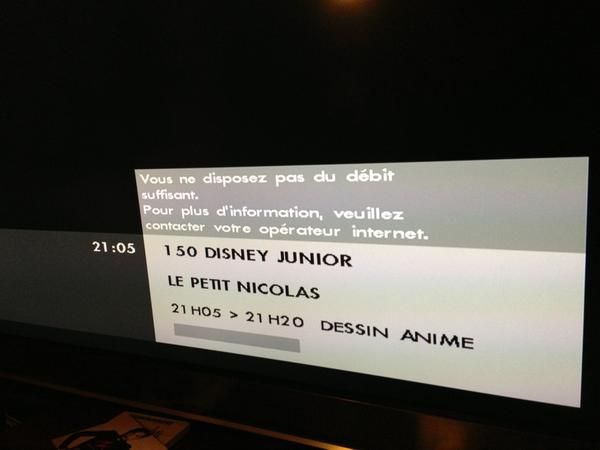 Vous ne disposez pas du débit
suffisant.
Pour plus d'information, veuillez
contacter votre opérateur internet.
21:05
150 DISNEY JUNIOR
LE PETIT NICOLAS
21H05 > 21H20 DESSIN ANIME